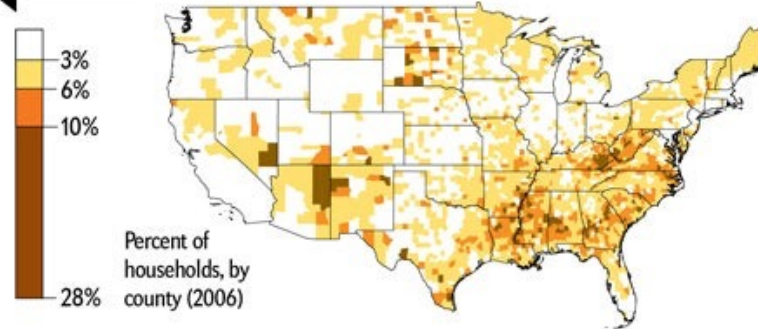 3%
6%
10%
28%
Percent of
households, by
county (2006)